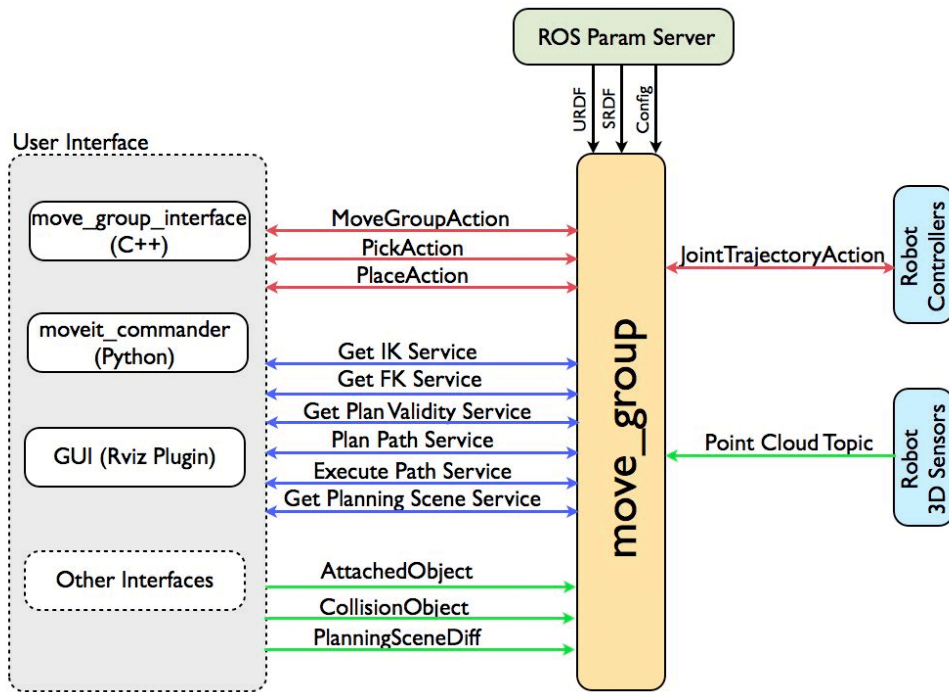 ROS Param Server
URDF
SRDF
Config
User Interface
move_group_interface
(C++)
moveit_commander
(Python)
GUI (Rviz Plugin)
Other Interfaces
MoveGroupAction
PickAction
PlaceAction
Get IK Service
Get FK Service
Get Plan Validity Service
Plan Path Service
Execute Path Service
Get Planning Scene Service
AttachedObject
CollisionObject
PlanningSceneDiff
move_group
JointTrajectoryAction
Point Cloud Topic
Robot
Controllers
Robot
3D Sensors